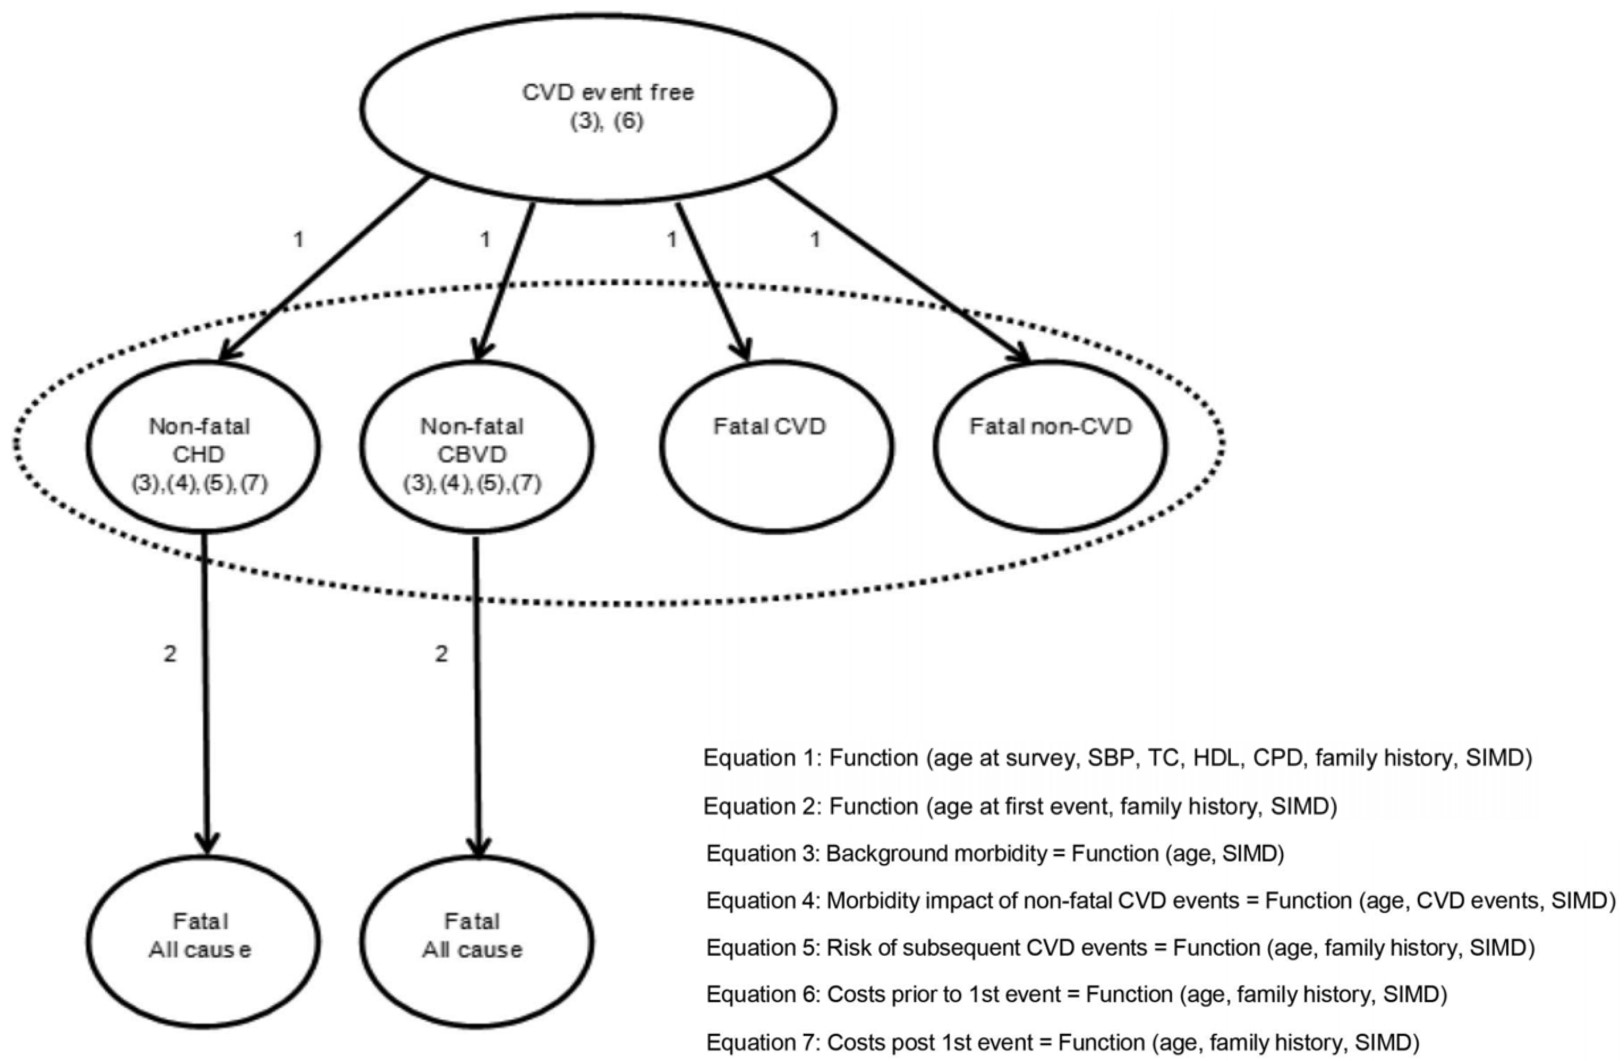 CVD event free
(3), (6)
1
1
1
1
Non-fatal
CHD
(3),(4),(5),(7)
Non-fatal
CBVD
(3),(4),(5),(7)
Fatal CVD
Fatal non-CVD
2
2
Fatal
All cause
Fatal
All cause
Equation 1: Function (age at survey, SBP, TC, HDL, CPD, family history, SIMD)
Equation 2: Function (age at first event, family history, SIMD)
Equation 3: Background morbidity = Function (age, SIMD)
Equation 4: Morbidity impact of non-fatal CVD events = Function (age, CVD events, SIMD)
Equation 5: Risk of subsequent CVD events = Function (age, family history, SIMD)
Equation 6: Costs prior to 1st event = Function (age, family history, SIMD)
Equation 7: Costs post 1st event = Function (age, family history, SIMD)